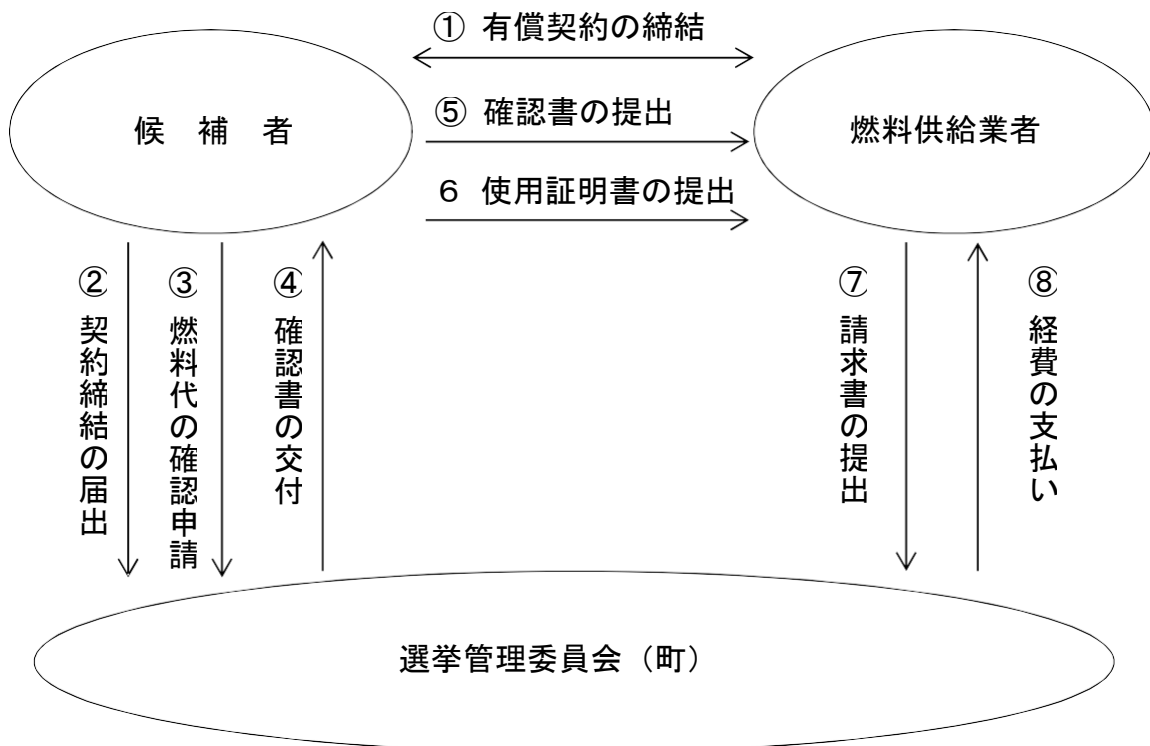 ① 有償契約の締結
候　補　者
⑤ 確認書の提出
燃料供給業者
６ 使用証明書の提出
② 契約締結の届出
③ 燃料代の確認申請
④ 確認書の交付
⑦ 請求書の提出
⑧ 経費の支払い
選挙管理委員会（町）